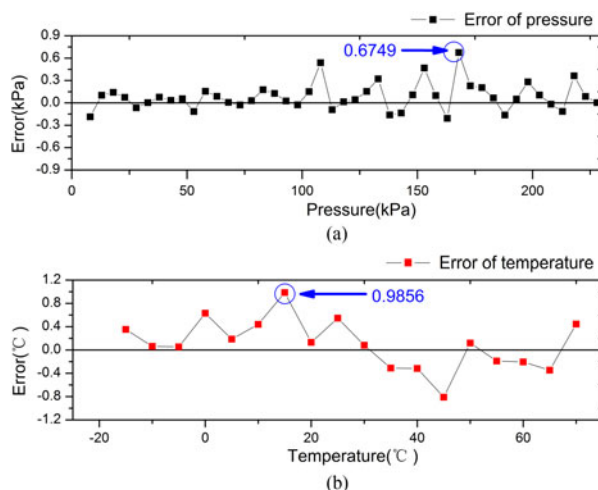 Error of pressure
0.6749
Error(kPa)
0.9
0.6
0.3
0.0
-0.3
-0.6
-0.9
0 50 100 150 200
Pressure(kPa)
(a)
Error of temperature
0.9856
Error(℃)
1.2
0.8
0.4
0.0
-0.4
-0.8
-1.2
-20 0 20 40 60
Temperature(℃)
(b)